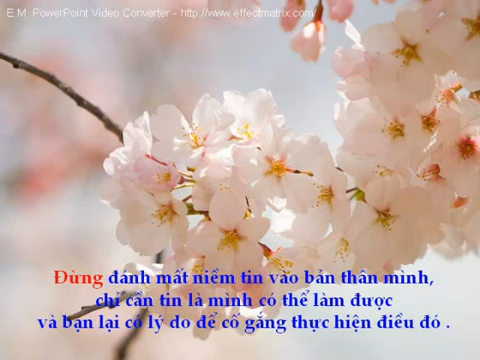 E.M. PowerPoint Video Converter - http://www.effectmatrix.com/
Đừng đánh mất niềm tin vào bản thân mình,
chỉ cần tin là mình có thể làm được
và bạn lại có lý do để cố gắng thực hiện điều đó .